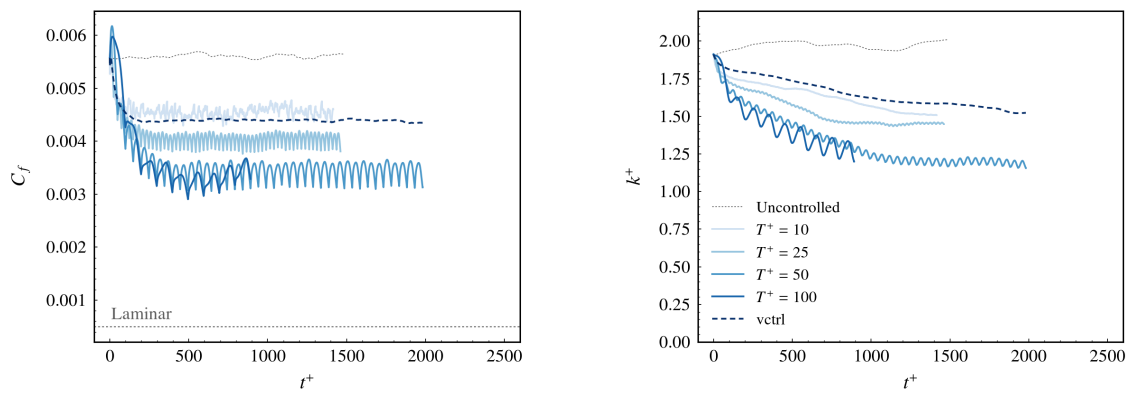 0.006
0.005
0.004
0.003
0.002
0.001
C_f
Laminar
0
500
1000
1500
2000
2500
t^+
2.00
1.75
1.50
1.25
1.00
0.75
0.50
0.25
0.00
k^+
Uncontrolled
T^+ = 10
T^+ = 25
T^+ = 50
T^+ = 100
vctrl
0
500
1000
1500
2000
2500
t^+